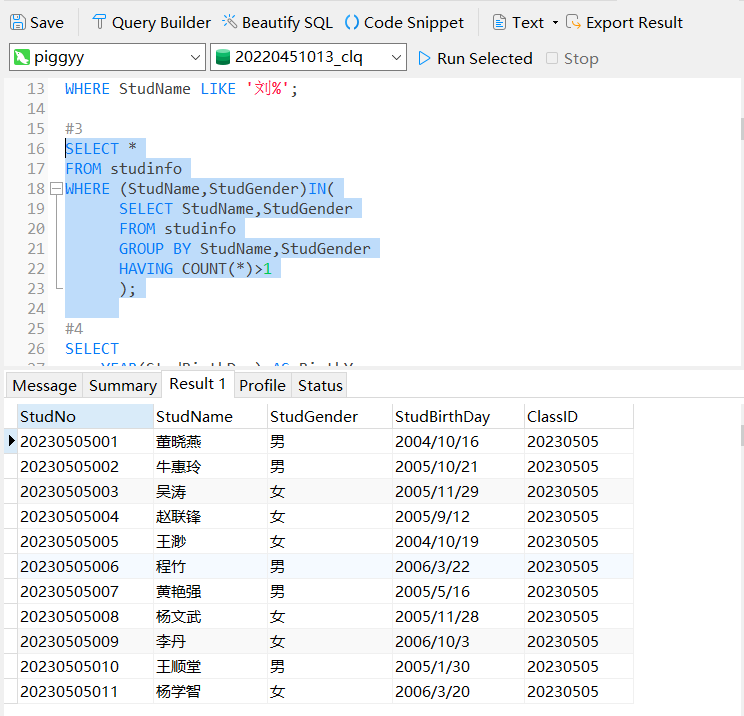 Save Query Builder Beautify SQL () Code Snippet Text Export Result
piggyy 20220451013_clq Run Selected Stop
13 WHERE StudName LIKE '刘%';
14
15 #3
16 SELECT *
17 FROM studinfo
18 WHERE (StudName,StudGender)IN(
19 SELECT StudName,StudGender
20 FROM studinfo
21 GROUP BY StudName,StudGender
22 HAVING COUNT(*)>1
23 );
24
25 #4
26 SELECT
Message Summary Result 1 Profile Status
StudNo StudName StudGender StudBirthDay ClassID
20230505001 董晓燕 男 2004/10/16 20230505
20230505002 牛惠玲 男 2005/10/21 20230505
20230505003 吴涛 女 2005/11/29 20230505
20230505004 赵联锋 女 2005/9/12 20230505
20230505005 王渺 女 2004/10/19 20230505
20230505006 程竹 男 2006/3/22 20230505
20230505007 黄艳强 男 2005/5/16 20230505
20230505008 杨文武 女 2005/11/28 20230505
20230505009 李丹 女 2006/10/3 20230505
20230505010 王顺堂 男 2005/1/30 20230505
20230505011 杨学智 女 2006/3/20 20230505